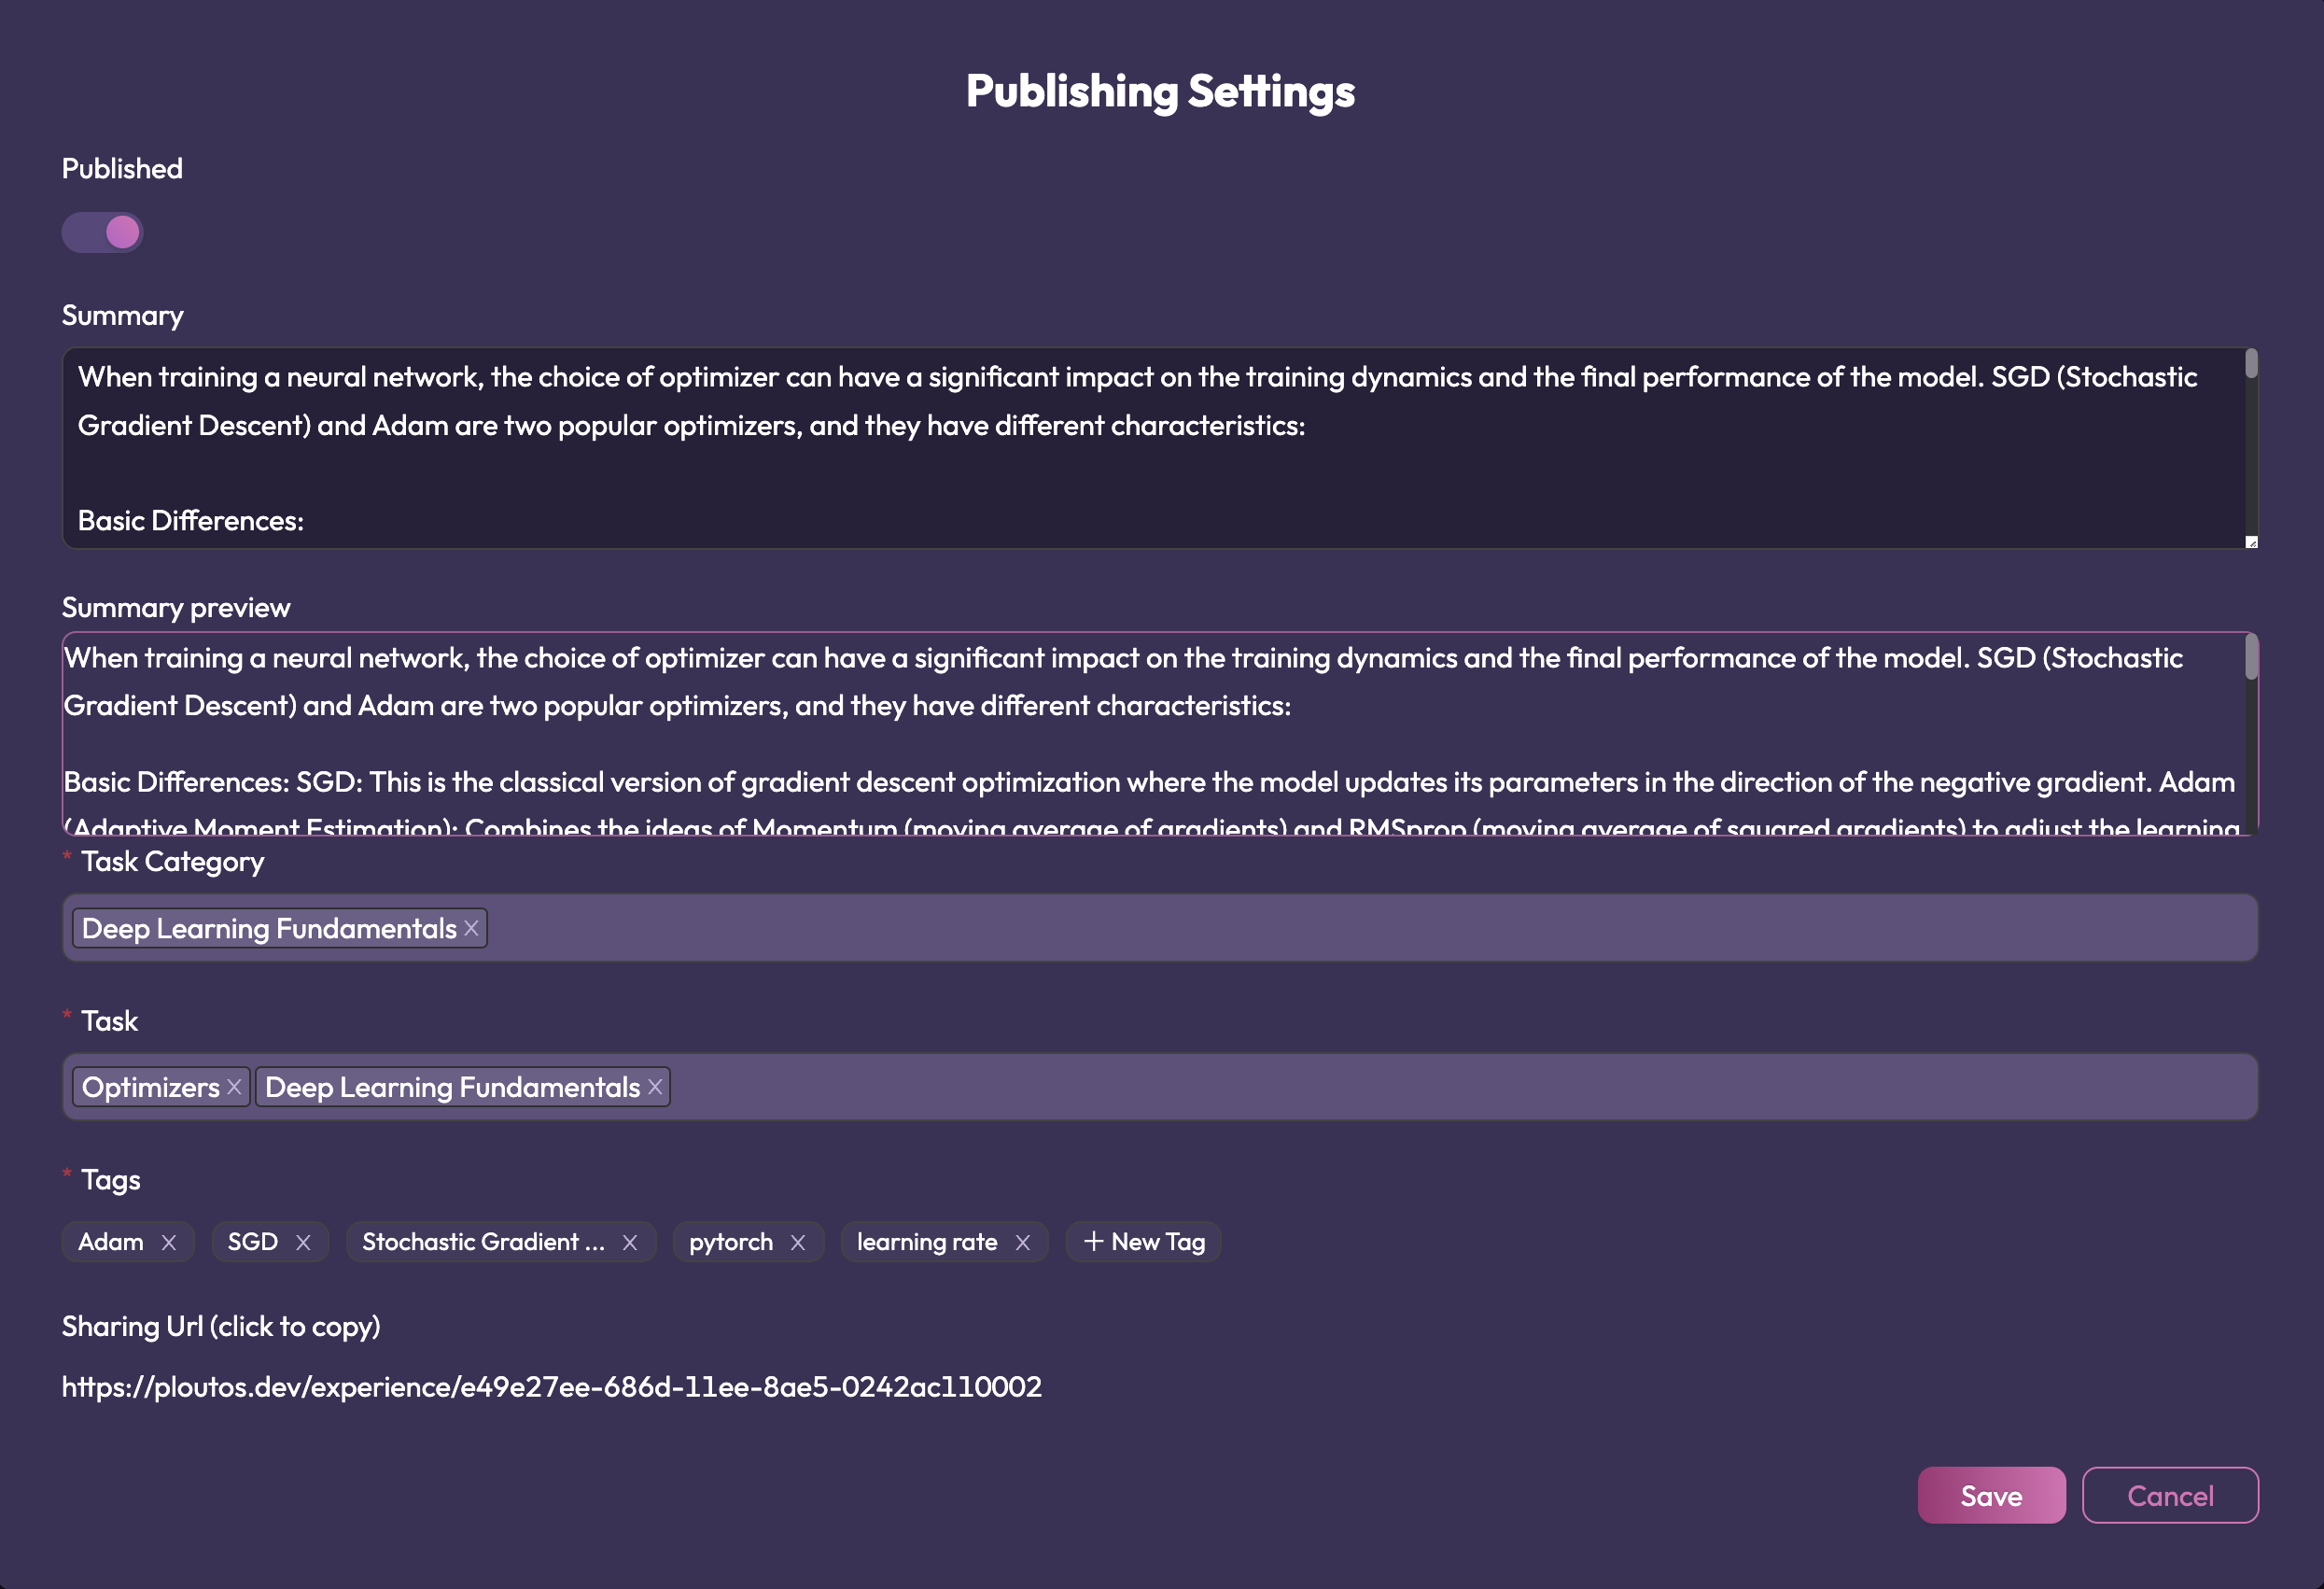 Publishing Settings
Published
Summary
When training a neural network, the choice of optimizer can have a significant impact on the training dynamics and the final performance of the model. SGD (Stochastic
Gradient Descent) and Adam are two popular optimizers, and they have different characteristics:
Basic Differences:
Summary preview
When training a neural network, the choice of optimizer can have a significant impact on the training dynamics and the final performance of the model. SGD (Stochastic
Gradient Descent) and Adam are two popular optimizers, and they have different characteristics:
Basic Differences: SGD: This is the classical version of gradient descent optimization where the model updates its parameters in the direction of the negative gradient. Adam
(Adaptive Moment Estimation): Combines the ideas of Momentum (moving average of gradients) and RMSprop (moving average of squared gradients) to adjust the learning
* Task Category
Deep Learning Fundamentals
* Task
Optimizers Deep Learning Fundamentals
* Tags
Adam SGD Stochastic Gradient ... pytorch learning rate + New Tag
Sharing Url (click to copy)
https://ploutos.dev/experience/e49e27ee-686d-11ee-8ae5-0242ac110002
Save Cancel